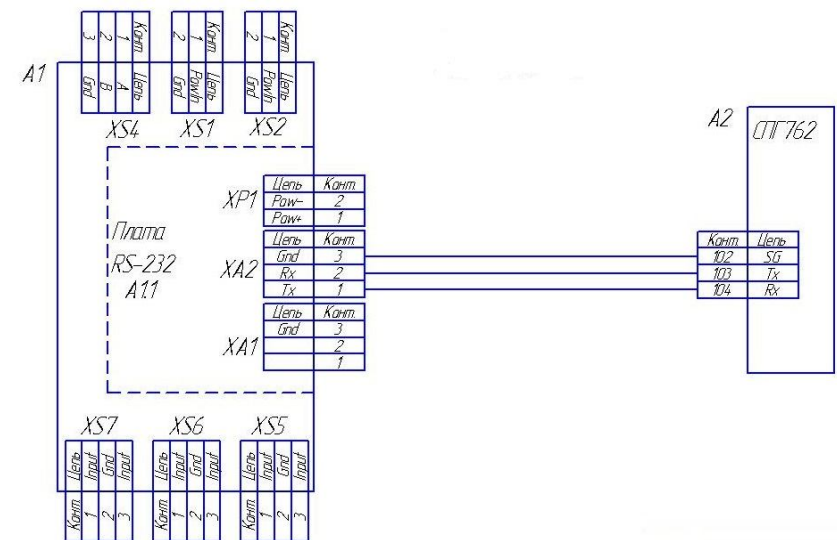 A1
3 2 1 Конт.
Gnd B A Цепь
XS4
2 1 Конт.
Gnd PowIn Цепь
XS1
2 1 Конт.
Gnd PowIn Цепь
XS2
Плата
RS-232
A1.1
XP1
Цепь Конт.
Pow- 2
Pow+ 1
XA2
Цепь Конт.
Gnd 3
Rx 2
Tx 1
XA1
Цепь Конт.
Gnd 3
2
1
A2
СПГ762
Конт. Цепь
102 SG
103 Tx
104 Rx
XS7
Цепь Input Gnd Input
Конт. 1 2 3
XS6
Цепь Input Gnd Input
Конт. 1 2 3
XS5
Цепь Input Gnd Input
Конт. 1 2 3